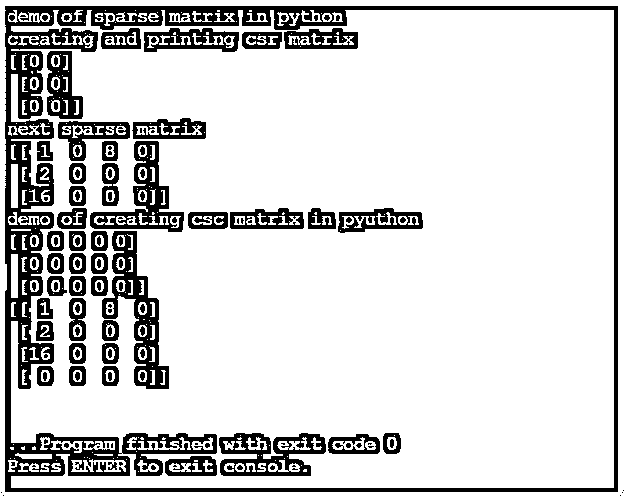 demo of sparse matrix in python
creating and printing csr matrix
[[0 0]
 [0 0]
 [0 0]]
next sparse matrix
[[ 1  0  8  0]
 [ 2  0  0  0]
 [16  0  0  0]]
demo of creating csc matrix in pyuthon
[[0 0 0 0 0]
 [0 0 0 0 0]
 [0 0 0 0 0]]
[[ 1  0  8  0]
 [ 2  0  0  0]
 [16  0  0  0]
 [ 0  0  0  0]]
...Program finished with exit code 0
Press ENTER to exit console.